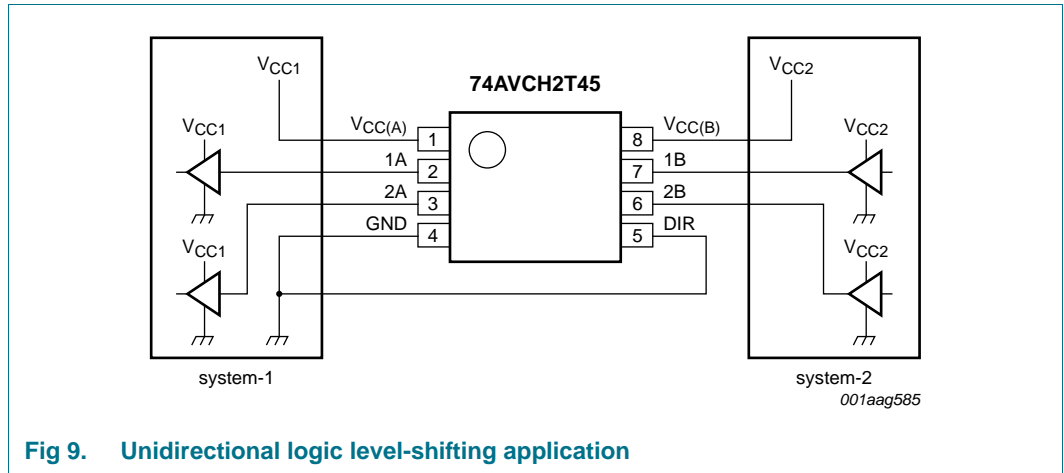 74AVCH2T45
VCC1
VCC2
VCC1
VCC(A)
1
8
VCC(B)
VCC2
1A
2
7
1B
2A
3
6
2B
GND
4
5
DIR
VCC1
VCC2
system-1
system-2
001aag585
Fig 9. Unidirectional logic level-shifting application